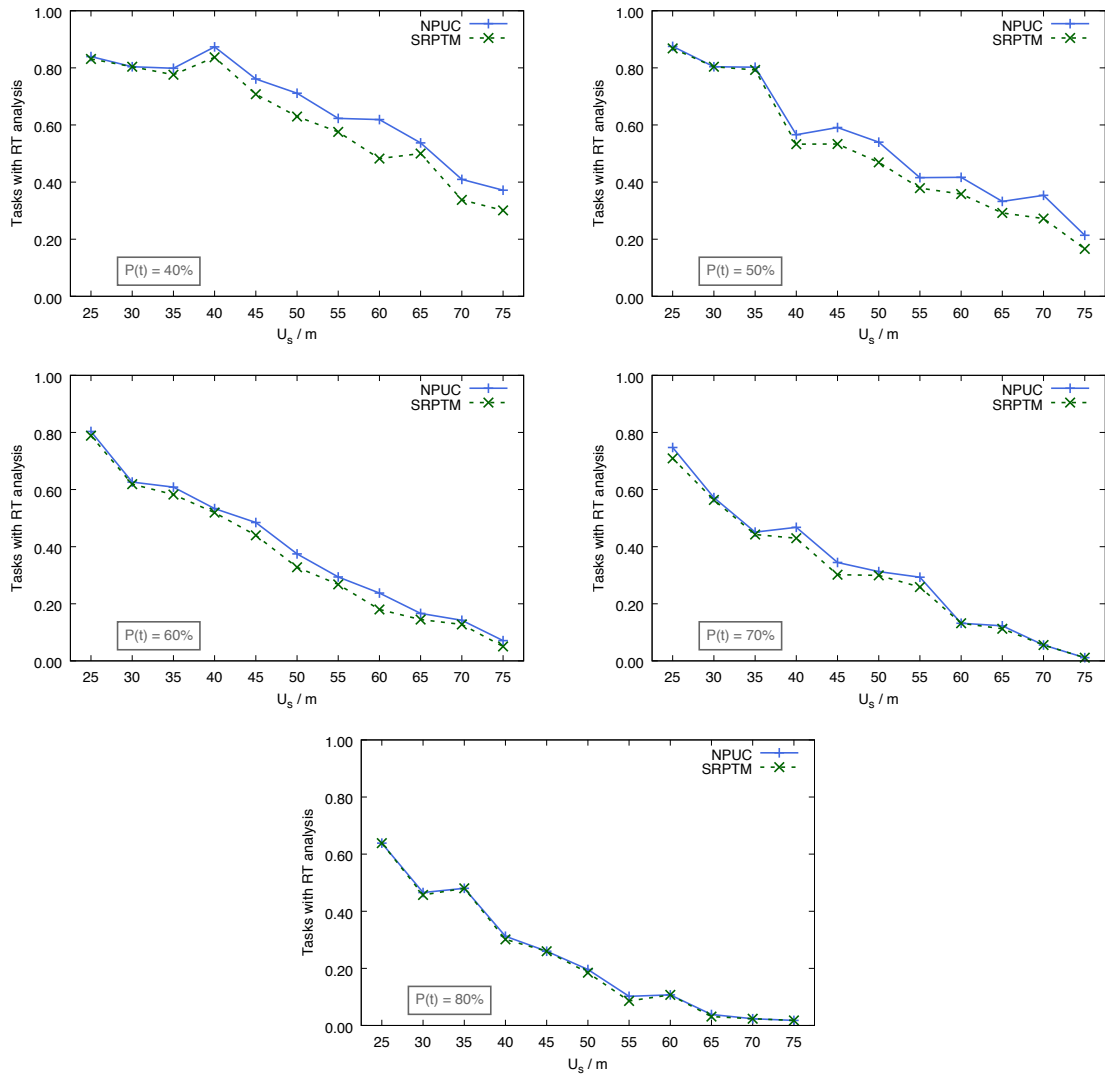 1.00
0.80
0.60
0.40
0.20
0.00
Tasks with RT analysis
NPUC
SRPTM
P(t) = 40%
25 30 35 40 45 50 55 60 65 70 75
U_s / m
1.00
0.80
0.60
0.40
0.20
0.00
Tasks with RT analysis
NPUC
SRPTM
P(t) = 50%
25 30 35 40 45 50 55 60 65 70 75
U_s / m
1.00
0.80
0.60
0.40
0.20
0.00
Tasks with RT analysis
NPUC
SRPTM
P(t) = 60%
25 30 35 40 45 50 55 60 65 70 75
U_s / m
1.00
0.80
0.60
0.40
0.20
0.00
Tasks with RT analysis
NPUC
SRPTM
P(t) = 70%
25 30 35 40 45 50 55 60 65 70 75
U_s / m
1.00
0.80
0.60
0.40
0.20
0.00
Tasks with RT analysis
NPUC
SRPTM
P(t) = 80%
25 30 35 40 45 50 55 60 65 70 75
U_s / m